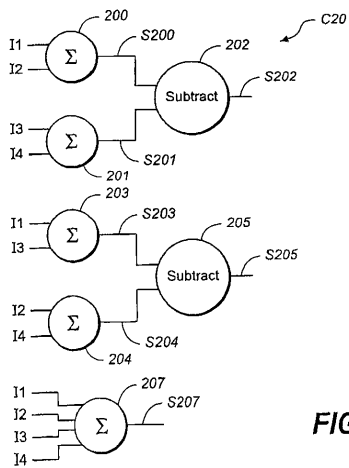 200
C20
I1
I2
Σ
S200
202
S202
Subtract
I3
I4
Σ
S201
201
203
I1
I3
Σ
S203
205
S205
Subtract
I2
I4
Σ
S204
204
207
I1
I2
I3
I4
Σ
S207
FIG